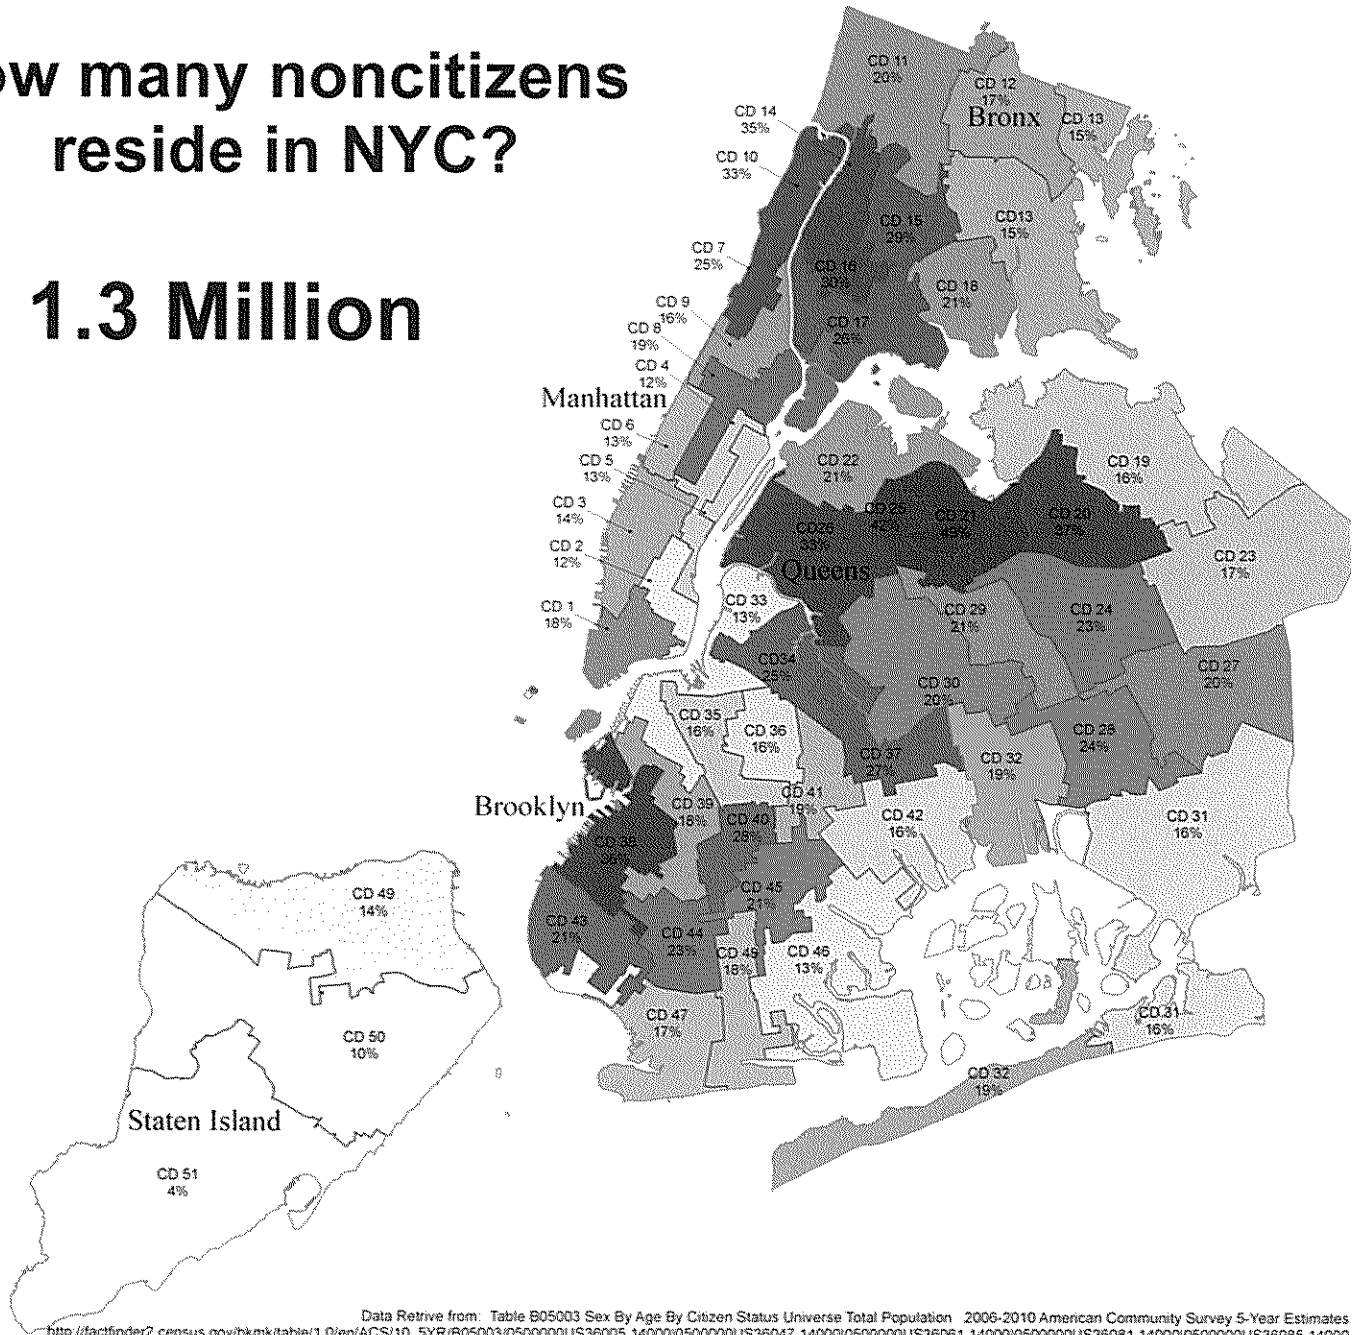 ow many noncitizens
reside in NYC?
1.3 Million
CD 11
20%
CD 12
17%
Bronx
CD 13
15%
CD 14
35%
CD 10
33%
CD 15
29%
CD13
15%
CD 7
25%
CD 16
30%
CD 18
21%
CD 9
16%
CD 8
19%
CD 17
CD 4
12%
Manhattan
CD 6
13%
CD 5
13%
CD 3
14%
CD 2
12%
CD 1
18%
CD 22
21%
CD 19
16%
CD 25
42%
CD 21
CD 20
37%
CD26
33%
Queens
CD 23
17%
CD 33
13%
CD 29
21%
CD 24
23%
CD34
25%
CD 30
20%
CD 27
20%
CD 35
16%
CD 36
16%
CD 37
27%
CD 32
19%
CD 28
24%
Brooklyn
CD 39
18%
CD 41
19%
CD 40
28%
CD 42
16%
CD 31
16%
CD 38
36%
CD 45
21%
CD 43
21%
CD 44
23%
CD 49
14%
CD 46
13%
18%
CD 47
17%
CD 50
10%
CD 31
16%
CD 32
19%
Staten Island
CD 51
4%
Data Retrive from: Table B05003 Sex By Age By Citizen Status Universe Total Population 2006-2010 American Community Survey 5-Year Estimates